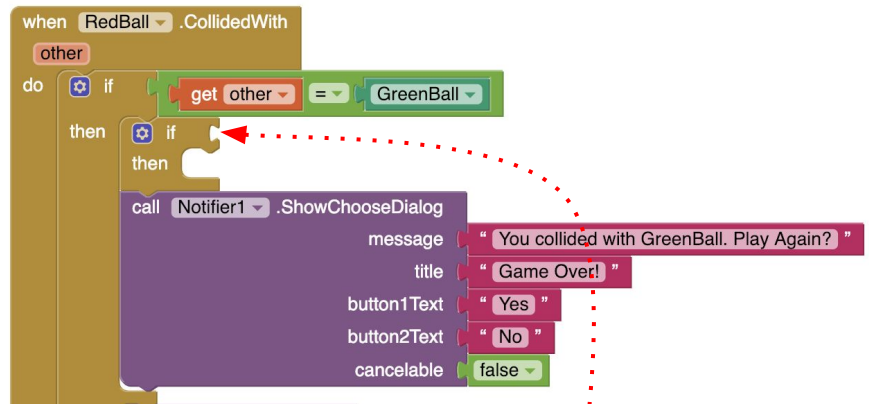 when RedBall .CollidedWith
other
do if get other = GreenBall
then if
then
call Notifier1 .ShowChooseDialog
message “ You collided with GreenBall. Play Again? ”
title “ Game Over! ”
button1Text “ Yes ”
button2Text “ No ”
cancelable false